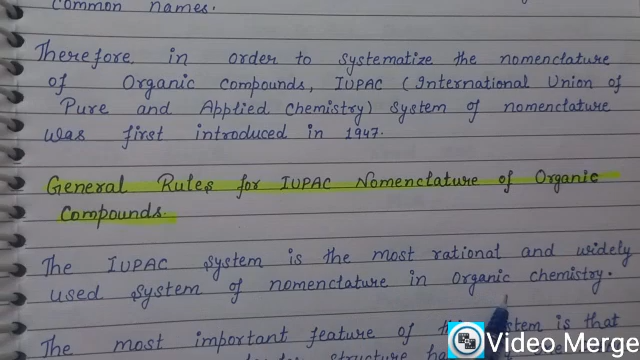 common names.
Therefore in order to systematize the nomenclature
of Organic compounds, IUPAC (International Union of
Pure and Applied Chemistry) system of nomenclature
was first introduced in 1947.
General Rules for IUPAC Nomenclature of Organic
Compounds.
The IUPAC system is the most rational and widely
used system of nomenclature in organic chemistry.
The most important feature of this system is that
structure
Video Merge